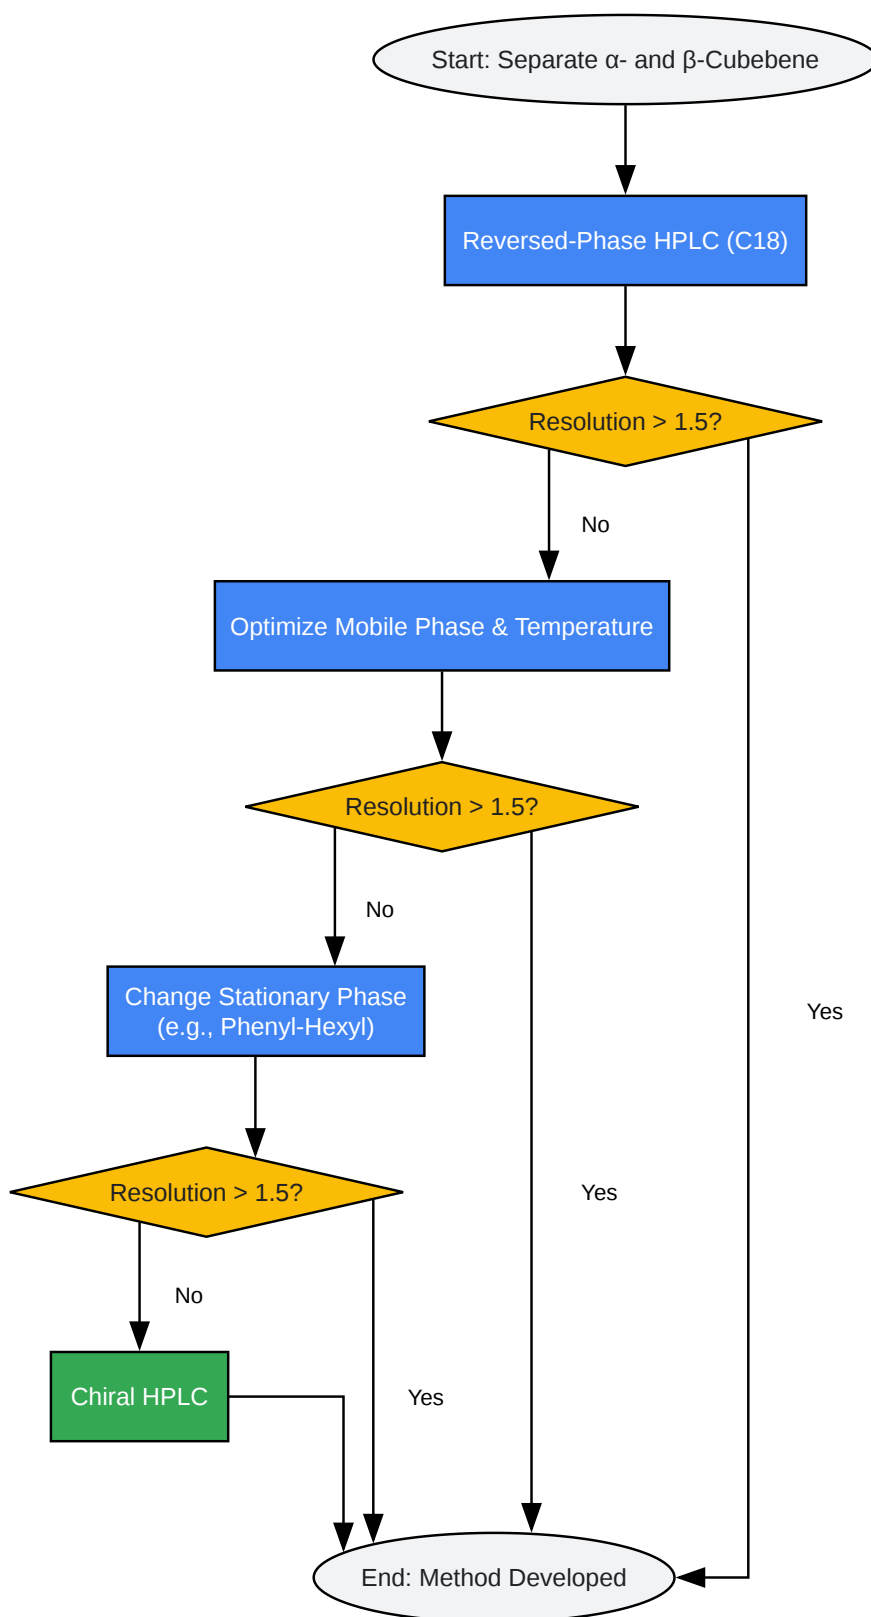 Start: Separate α- and β-Cubebene
Reversed-Phase HPLC (C18)
Resolution > 1.5?
No
Optimize Mobile Phase & Temperature
Resolution > 1.5?
No
Change Stationary Phase
(e.g., Phenyl-Hexyl)
Yes
Resolution > 1.5?
Yes
No
Chiral HPLC
Yes
End: Method Developed